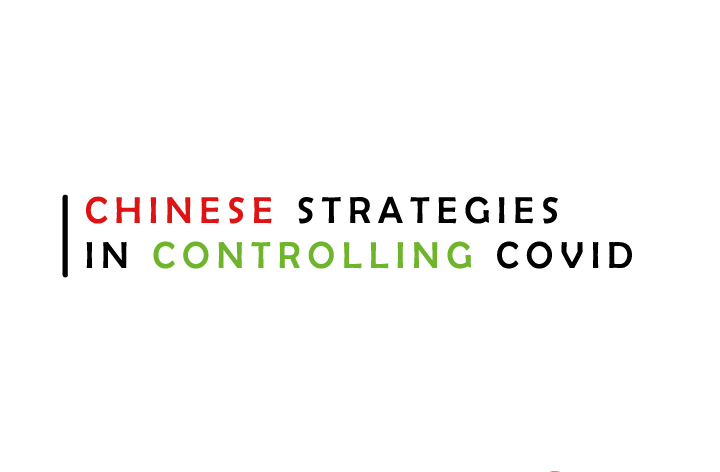 CHINESE STRATEGIES
IN CONTROLLING COVID